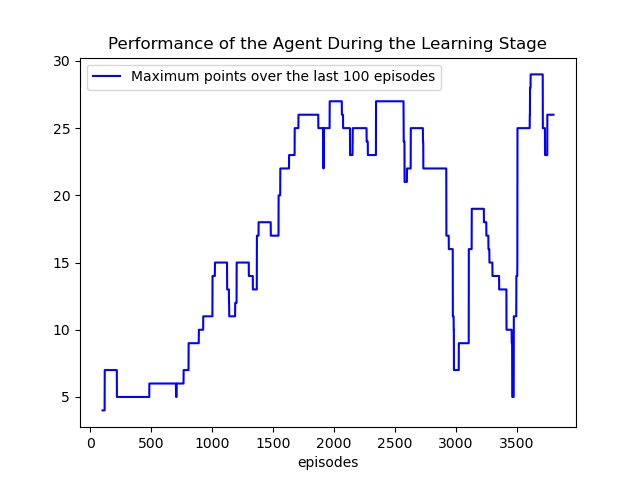 Performance of the Agent During the Learning Stage
Maximum points over the last 100 episodes
30
25
20
15
10
5
0 500 1000 1500 2000 2500 3000 3500
episodes